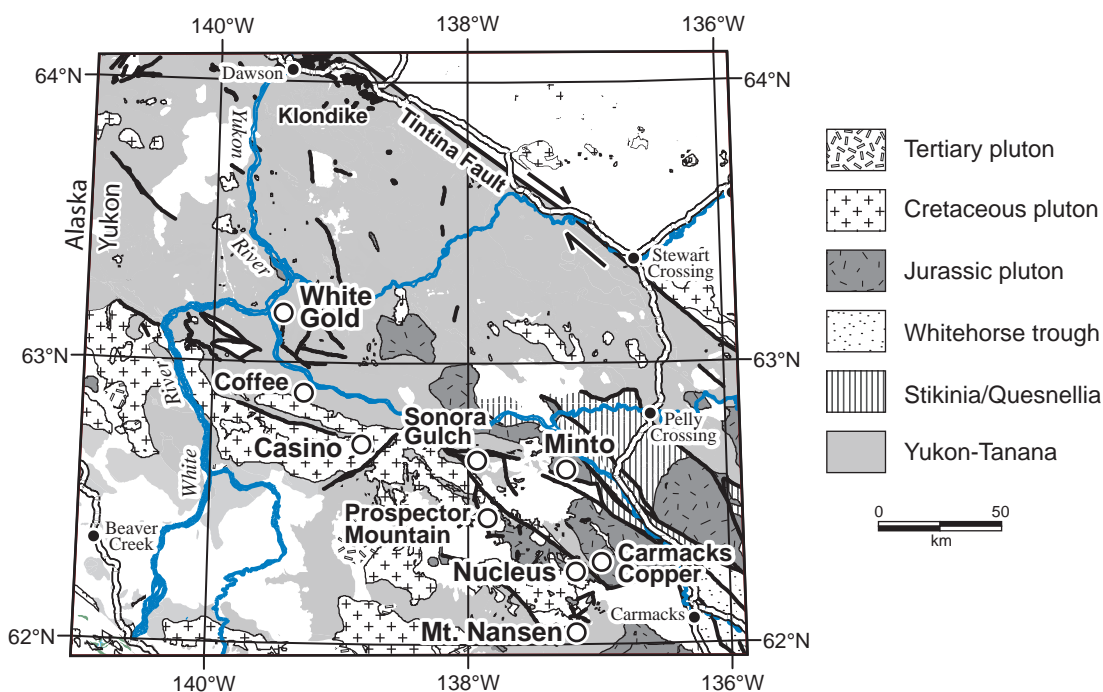 140°W
138°W
136°W
64°N
64°N
Dawson
Klondike
Yukon
River
Tintina Fault
Alaska
Yukon
Stewart
Crossing
White
Gold
63°N
63°N
River
White
Coffee
Sonora
Gulch
Casino
Minto
Pelly
Crossing
Prospector
Mountain
Beaver
Creek
Nucleus
Carmacks
Copper
Carmacks
Mt. Nansen
62°N
62°N
140°W
138°W
136°W
Tertiary pluton
Cretaceous pluton
Jurassic pluton
Whitehorse trough
Stikinia/Quesnellia
Yukon-Tanana
0 50
km